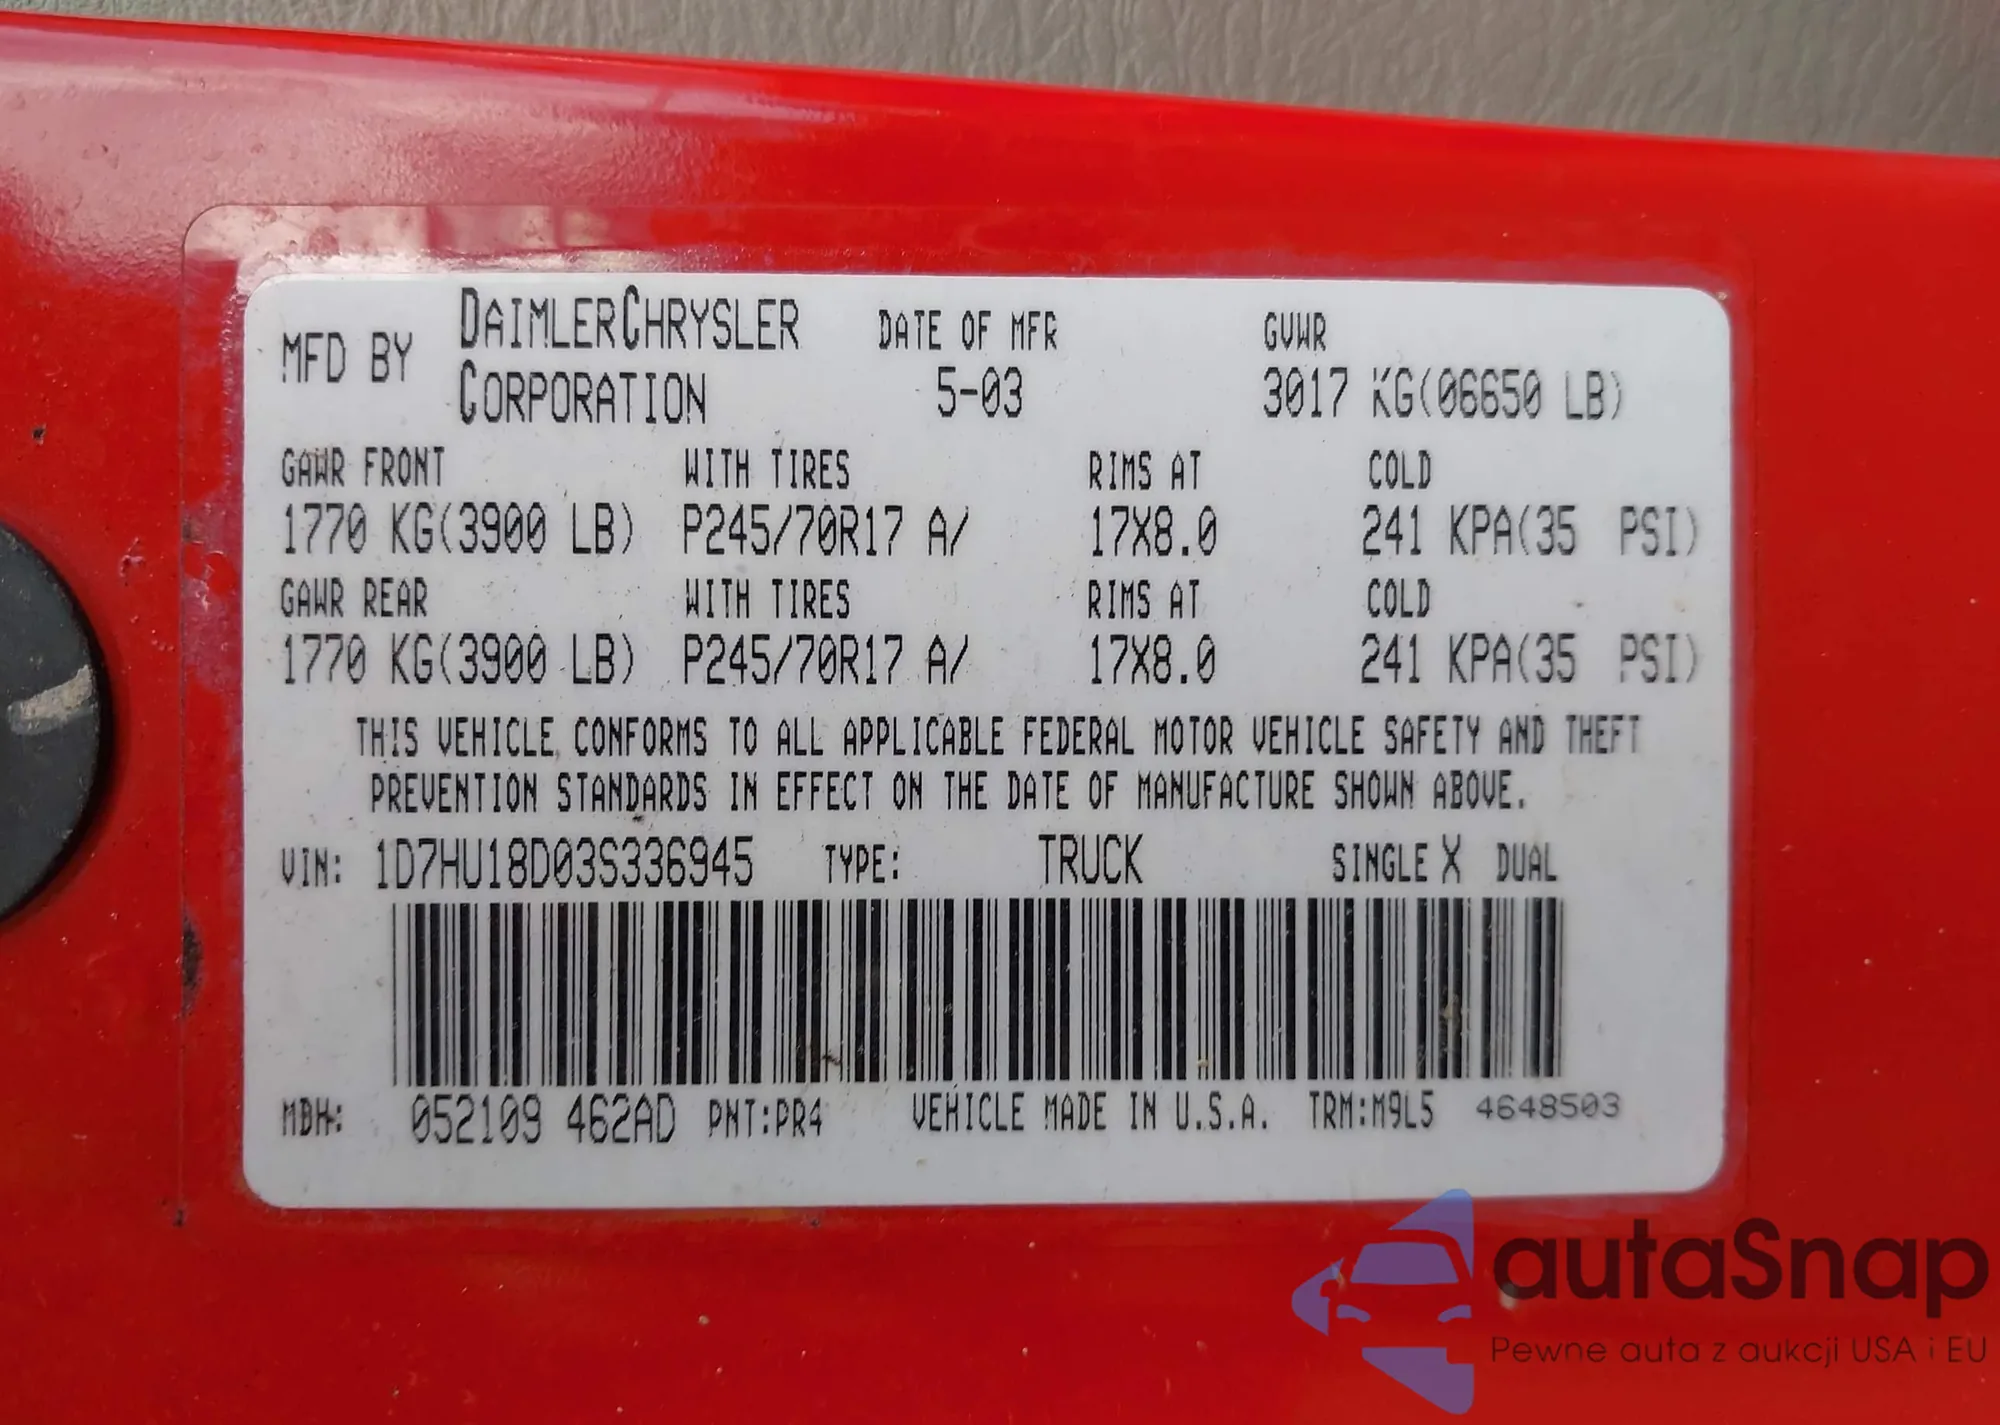 MFD BY DAIMLERCHRYSLER CORPORATION DATE OF MFR 5-03 GVWR 3017 KG(06650 LB)
GAWR FRONT WITH TIRES RIMS AT COLD
1770 KG(3900 LB) P245/70R17 A/ 17X8.0 241 KPA(35 PSI)
GAWR REAR WITH TIRES RIMS AT COLD
1770 KG(3900 LB) P245/70R17 A/ 17X8.0 241 KPA(35 PSI)
THIS VEHICLE CONFORMS TO ALL APPLICABLE FEDERAL MOTOR VEHICLE SAFETY AND THEFT
PREVENTION STANDARDS IN EFFECT ON THE DATE OF MANUFACTURE SHOWN ABOVE.
VIN: 1D7HU18D03S336945 TYPE: TRUCK SINGLE X DUAL
MBH: 052109 462AD PNT:PR4 VEHICLE MADE IN U.S.A. TRM:M9L5 4648503
autaSnap
Pewne auta z aukcji USA i EU